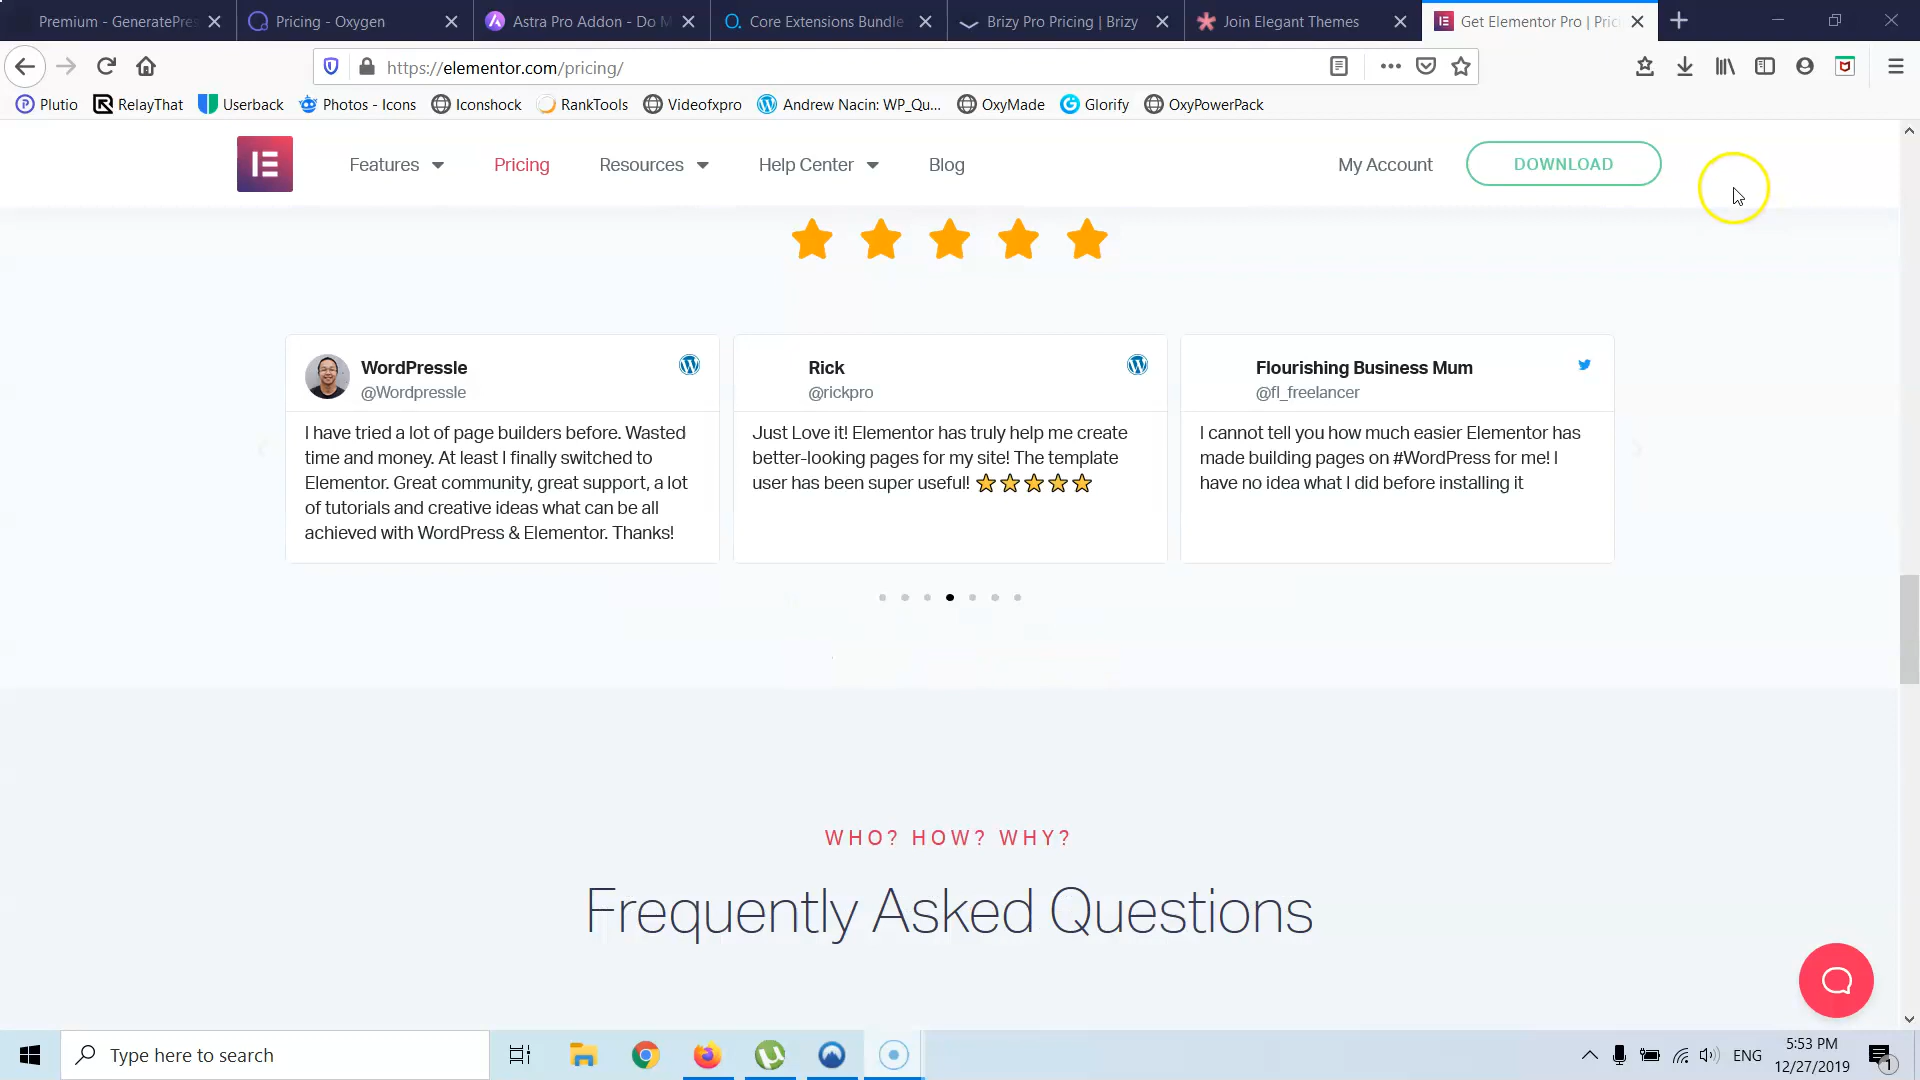 Premium - GeneratePres
Pricing - Oxygen
Astra Pro Addon - Do M
Core Extensions Bundle
Brizy Pro Pricing | Brizy
Join Elegant Themes
Get Elementor Pro | Pric
https://elementor.com/pricing/
Plutio
RelayThat
Userback
Photos - Icons
Iconshock
RankTools
Videofxpro
Andrew Nacin: WP_Qu...
OxyMade
Glorify
OxyPowerPack
Features
Pricing
Resources
Help Center
Blog
My Account
DOWNLOAD
WordPressle
@Wordpressle
I have tried a lot of page builders before. Wasted
time and money. At least I finally switched to
Elementor. Great community, great support, a lot
of tutorials and creative ideas what can be all
achieved with WordPress & Elementor. Thanks!
Rick
@rickpro
Just Love it! Elementor has truly help me create
better-looking pages for my site! The template
user has been super useful! ⭐⭐⭐⭐⭐
Flourishing Business Mum
@fl_freelancer
I cannot tell you how much easier Elementor has
made building pages on #WordPress for me! I
have no idea what I did before installing it
WHO? HOW? WHY?
Frequently Asked Questions
Type here to search
ENG
5:53 PM
12/27/2019
1